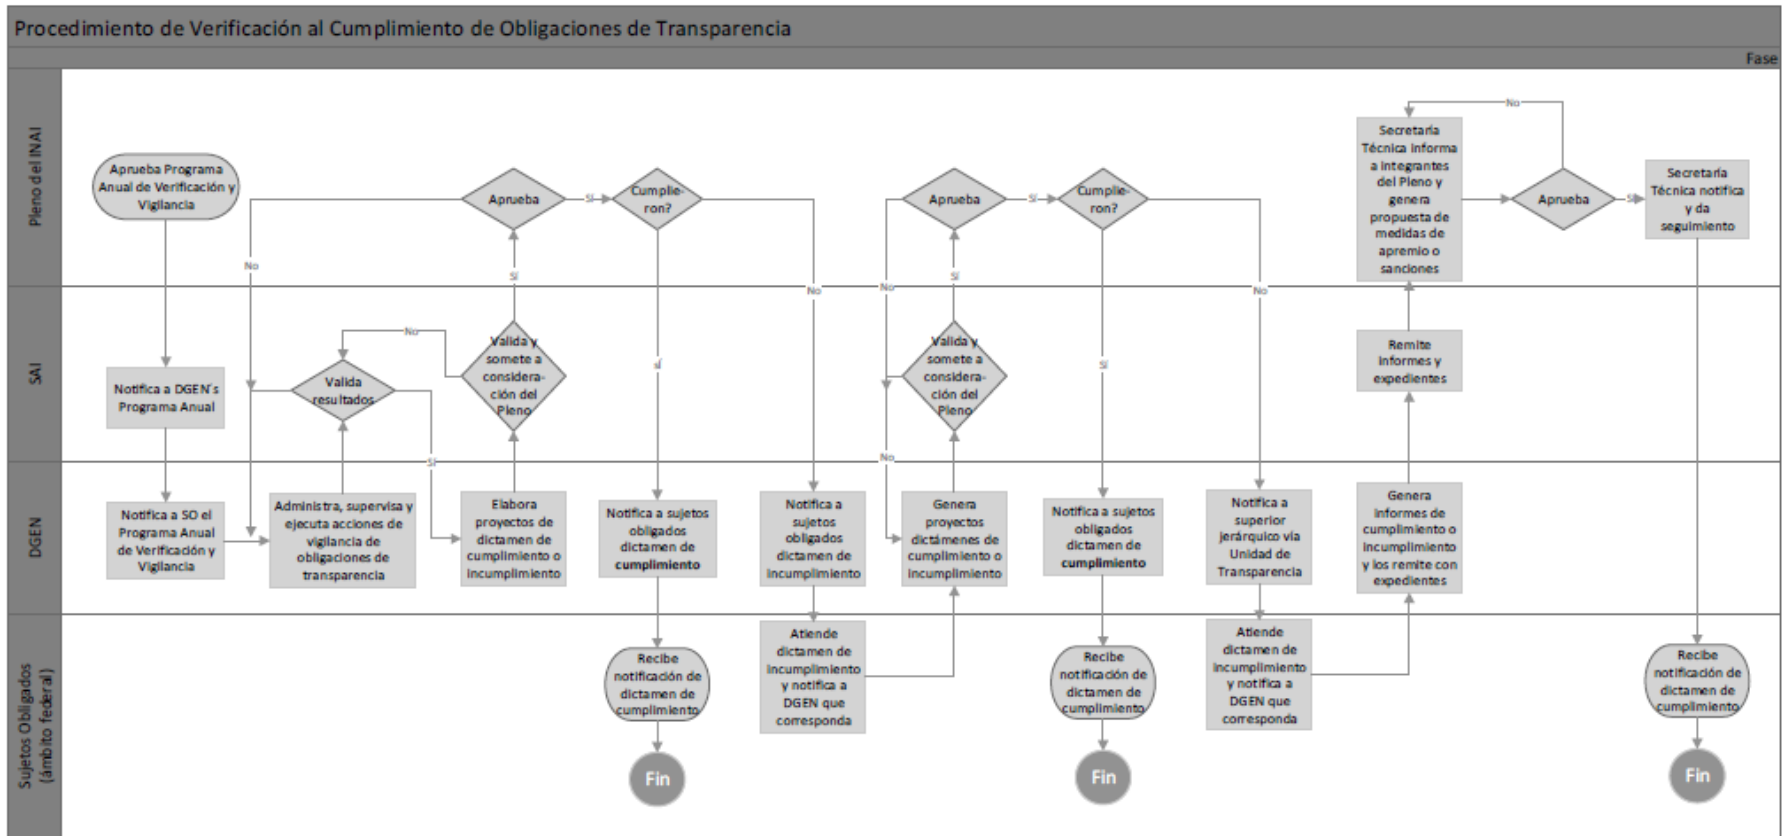 Procedimiento de Verificación al Cumplimiento de Obligaciones de Transparencia
Fase
Pleno del INAI
Aprueba Programa
Anual de Verificación y
Vigilancia
No
Aprueba
Sí
Cumplie-
ron?
Sí
No
Aprueba
Sí
Cumplie-
ron?
Sí
No
No
No
Secretaría
Técnica informa
a integrantes
del Pleno y
genera
propuesta de
medidas de
apremio o
sanciones
No
Aprueba
Sí
Secretaría
Técnica notifica
y da
seguimiento
SAI
Notifica a DGEN´s
Programa Anual
Valida
resultados
No
Sí
Valida y
somete a
considera-
ción del
Pleno
sí
Valida y
somete a
considera-
ción del
Pleno
No
Sí
Remite
informes y
expedientes
DGEN
Notifica a SO el
Programa Anual
de Verificación y
Vigilancia
Administra, supervisa y
ejecuta acciones de
vigilancia de
obligaciones de
transparencia
Elabora
proyectos de
dictamen de
cumplimiento o
incumplimiento
Notifica a sujetos
obligados
dictamen de
cumplimiento
Notifica a
sujetos
obligados
dictamen de
incumplimiento
Genera
proyectos
dictámenes de
cumplimiento o
incumplimiento
Notifica a sujetos
obligados
dictamen de
cumplimiento
Notifica a
superior
jerárquico vía
Unidad de
Transparencia
Genera
informes de
cumplimiento o
incumplimiento
y los remite con
expedientes
Sujetos Obligados
(ámbito federal)
Recibe
notificación de
dictamen de
cumplimiento
Fin
Atiende
dictamen de
incumplimiento
y notifica a
DGEN que
corresponda
Recibe
notificación de
dictamen de
cumplimiento
Fin
Atiende
dictamen de
incumplimiento
y notifica a
DGEN que
corresponda
Recibe
notificación de
dictamen de
cumplimiento
Fin